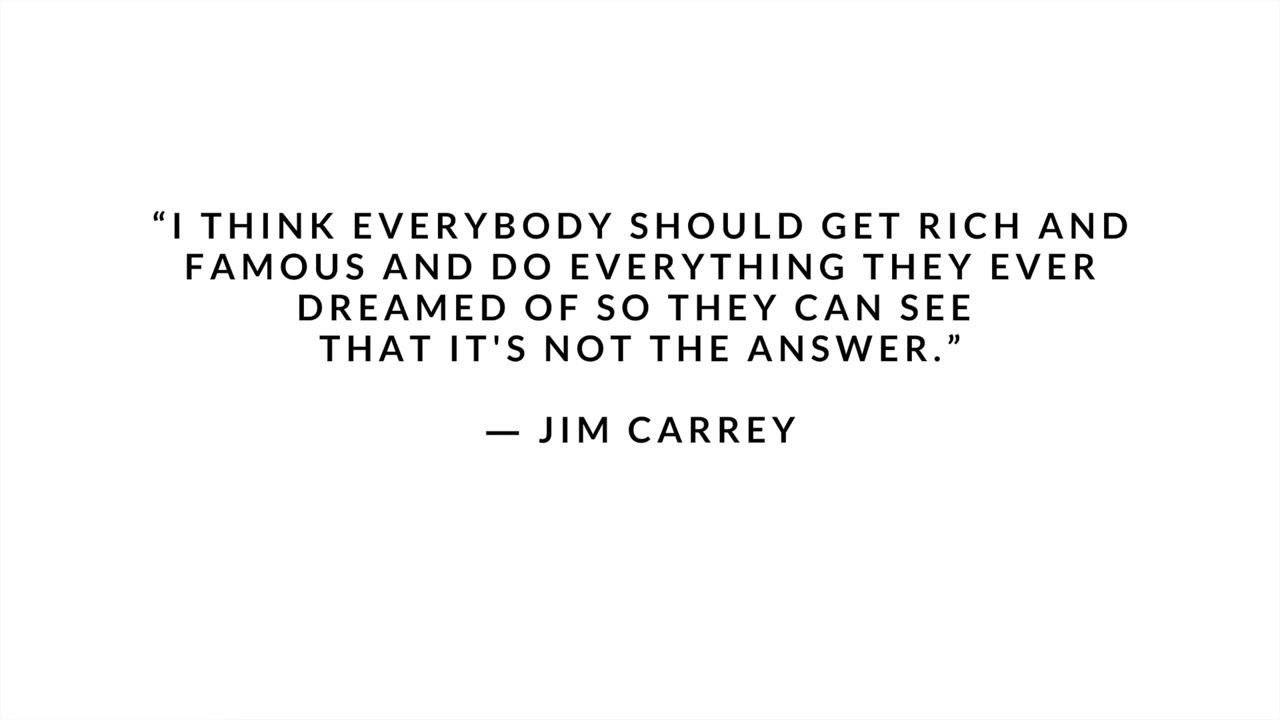 “I THINK EVERYBODY SHOULD GET RICH AND
FAMOUS AND DO EVERYTHING THEY EVER
DREAMED OF SO THEY CAN SEE
THAT IT'S NOT THE ANSWER.”
— JIM CARREY